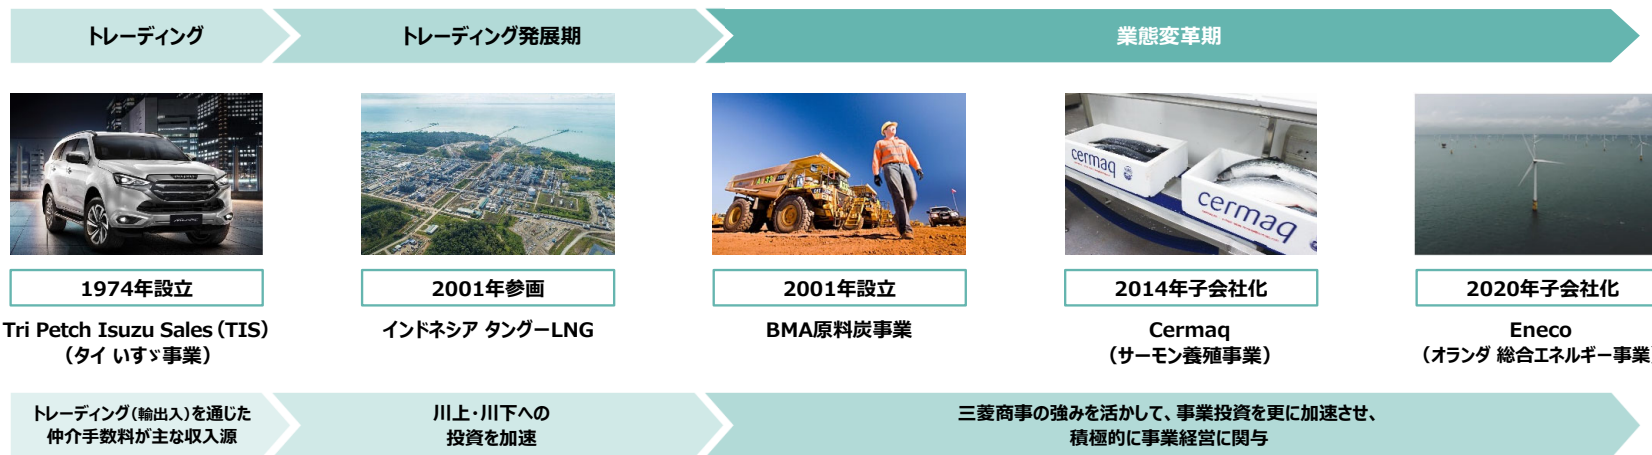 トレーディング
トレーディング発展期
業態変革期
cermaq
cermaq
1974年設立
2001年参画
2001年設立
2014年子会社化
2020年子会社化
Tri Petch Isuzu Sales（TIS）
（タイ いすゞ事業）
インドネシア タングーLNG
BMA原料炭事業
Cermaq
（サーモン養殖事業）
Eneco
（オランダ 総合エネルギー事業
トレーディング（輸出入）を通じた
仲介手数料が主な収入源
川上・川下への
投資を加速
三菱商事の強みを活かして、事業投資を更に加速させ、
積極的に事業経営に関与